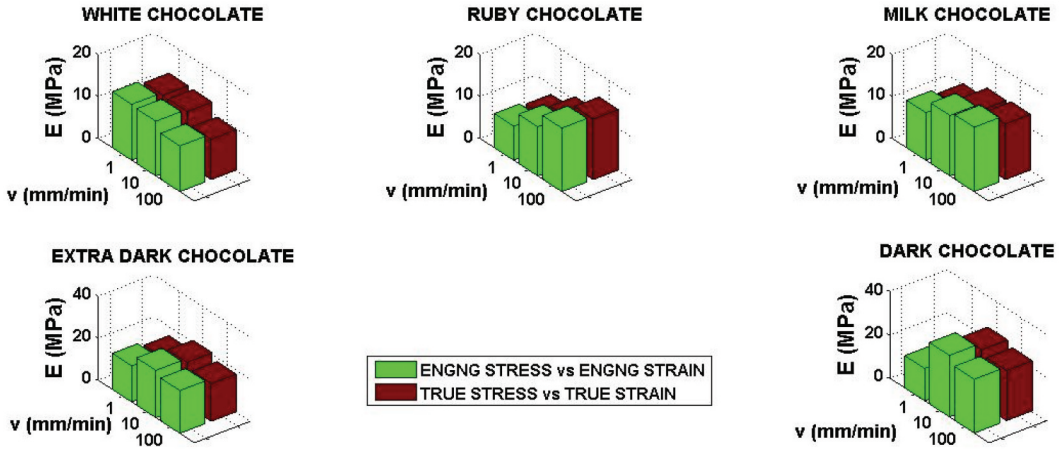 WHITE CHOCOLATE
20
10
0
E (MPa)
1
10
100
v (mm/min)
RUBY CHOCOLATE
20
10
0
E (MPa)
1
10
100
v (mm/min)
MILK CHOCOLATE
20
10
0
E (MPa)
1
10
100
v (mm/min)
EXTRA DARK CHOCOLATE
40
20
0
E (MPa)
1
10
100
v (mm/min)
ENGNG STRESS vs ENGNG STRAIN
TRUE STRESS vs TRUE STRAIN
DARK CHOCOLATE
40
20
0
E (MPa)
1
10
100
v (mm/min)